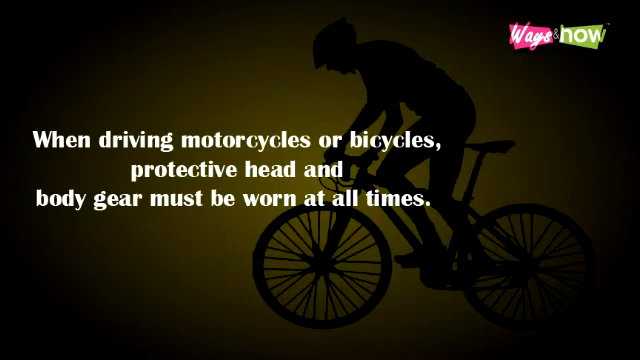 Ways&how
When driving motorcycles or bicycles,
protective head and
body gear must be worn at all times.